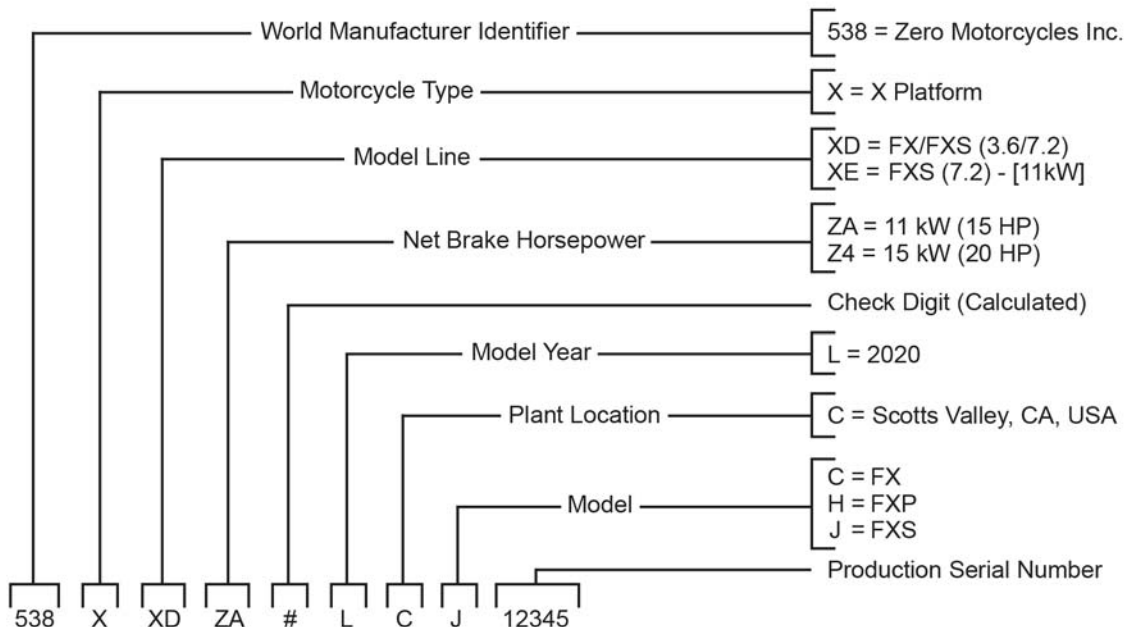 World Manufacturer Identifier
538 = Zero Motorcycles Inc.
Motorcycle Type
X = X Platform
Model Line
XD = FX/FXS (3.6/7.2)
XE = FXS (7.2) - [11kW]
Net Brake Horsepower
ZA = 11 kW (15 HP)
Z4 = 15 kW (20 HP)
Check Digit (Calculated)
Model Year
L = 2020
Plant Location
C = Scotts Valley, CA, USA
Model
C = FX
H = FXP
J = FXS
Production Serial Number
538 X XD ZA # L C J 12345